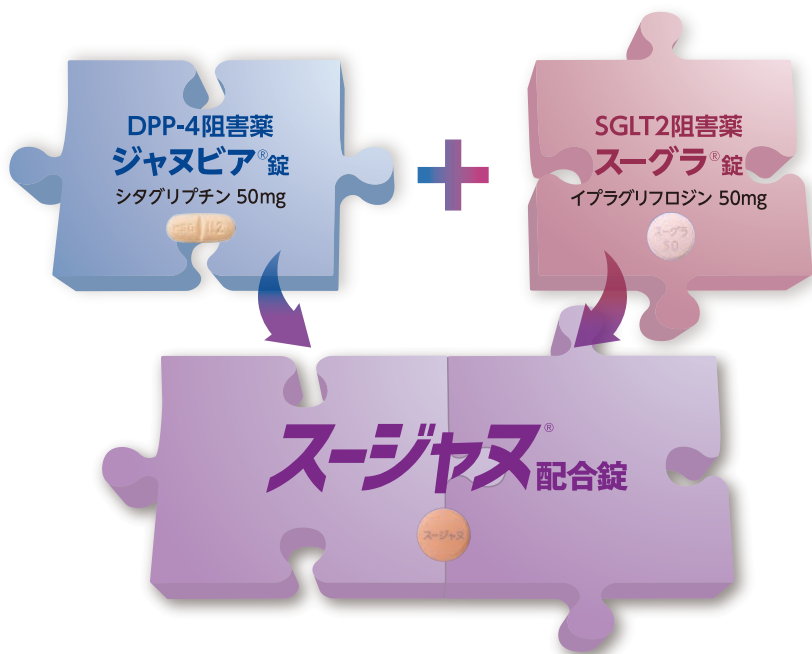 DPP-4阻害薬
ジャヌビア®錠
シタグリプチン 50mg
SGLT2阻害薬
スーグラ®錠
イプラグリフロジン 50mg
スーグラ
50
スージャヌ®配合錠
スージャヌ